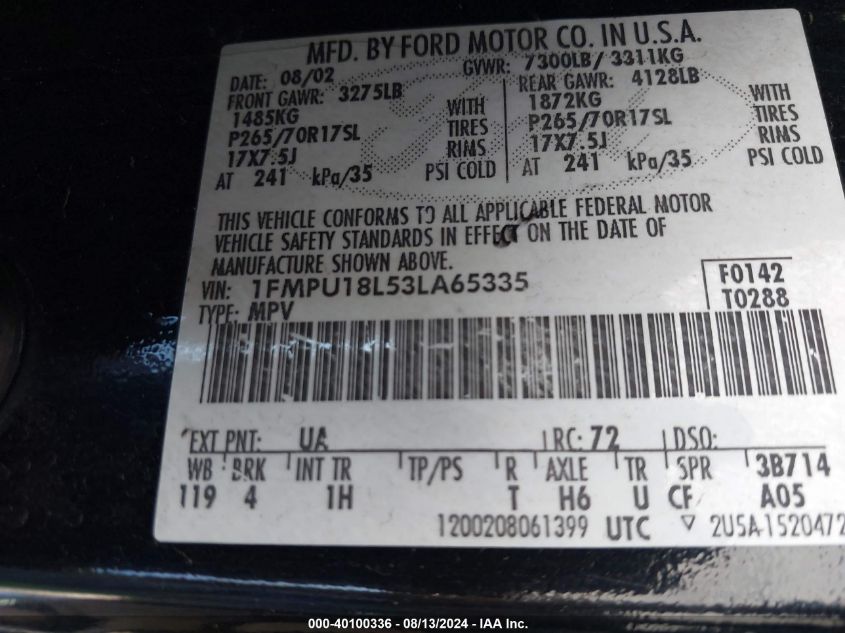 MFD. BY FORD MOTOR CO. IN U.S.A.
DATE: 08/02 GVWR: 7300LB/ 3311KG
FRONT GAWR: 3275LB REAR GAWR: 4128LB
1485KG WITH 1872KG WITH
P265/70R17SL TIRES P265/70R17SL TIRES
17X7.5J RIMS 17X7.5J RIMS
AT 241 kPa/35 PSI COLD AT 241 kPa/35 PSI COLD
THIS VEHICLE CONFORMS TO ALL APPLICABLE FEDERAL MOTOR
VEHICLE SAFETY STANDARDS IN EFFECT ON THE DATE OF
MANUFACTURE SHOWN ABOVE.
VIN: 1FMPU18L53LA65335 F0142
TYPE: MPV T0288
EXT PNT: UA RC: 72 DSO:
WB BRK INT TR TP/PS R AXLE TR SPR 3B714
119 4 1H T H6 U CF A05
1200208061399 UTC ▽ 2U5A-1520472
000-40100336 - 08/13/2024 - IAA Inc.